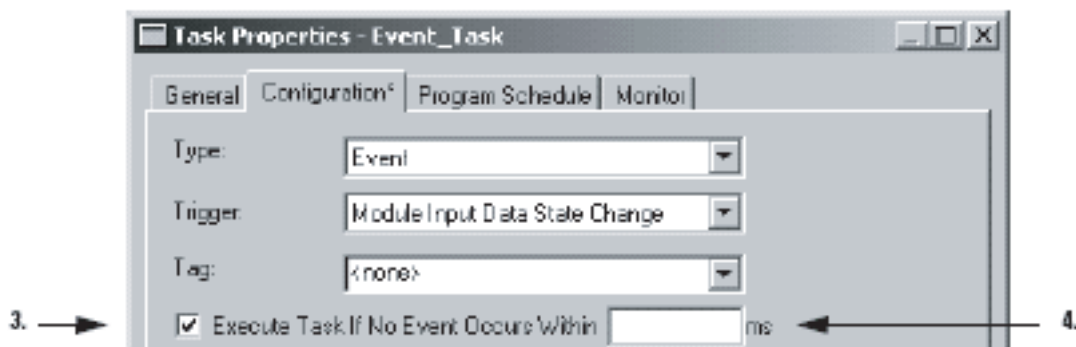 Task Properties - Event_Task
General Configuration* Program Schedule Monitor
Type: Event
Trigger: Module Input Data State Change
Tag: <none>
3. Execute Task If No Event Occurs Within ms 4.